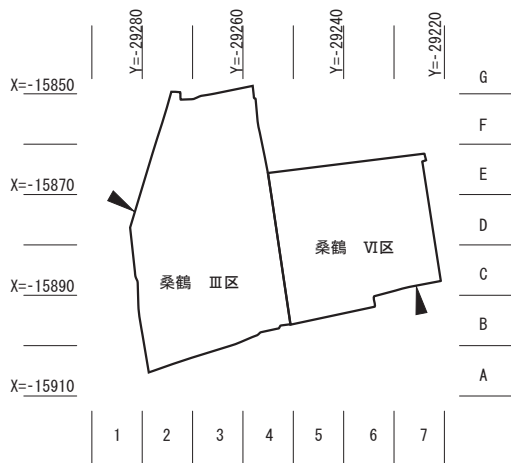 Y=-29280
Y=-29260
Y=-29240
Y=-29220
X=-15850
X=-15870
X=-15890
X=-15910
G
F
E
D
C
B
A
桑鶴　Ⅲ区
桑鶴　Ⅵ区
1 2 3 4 5 6 7